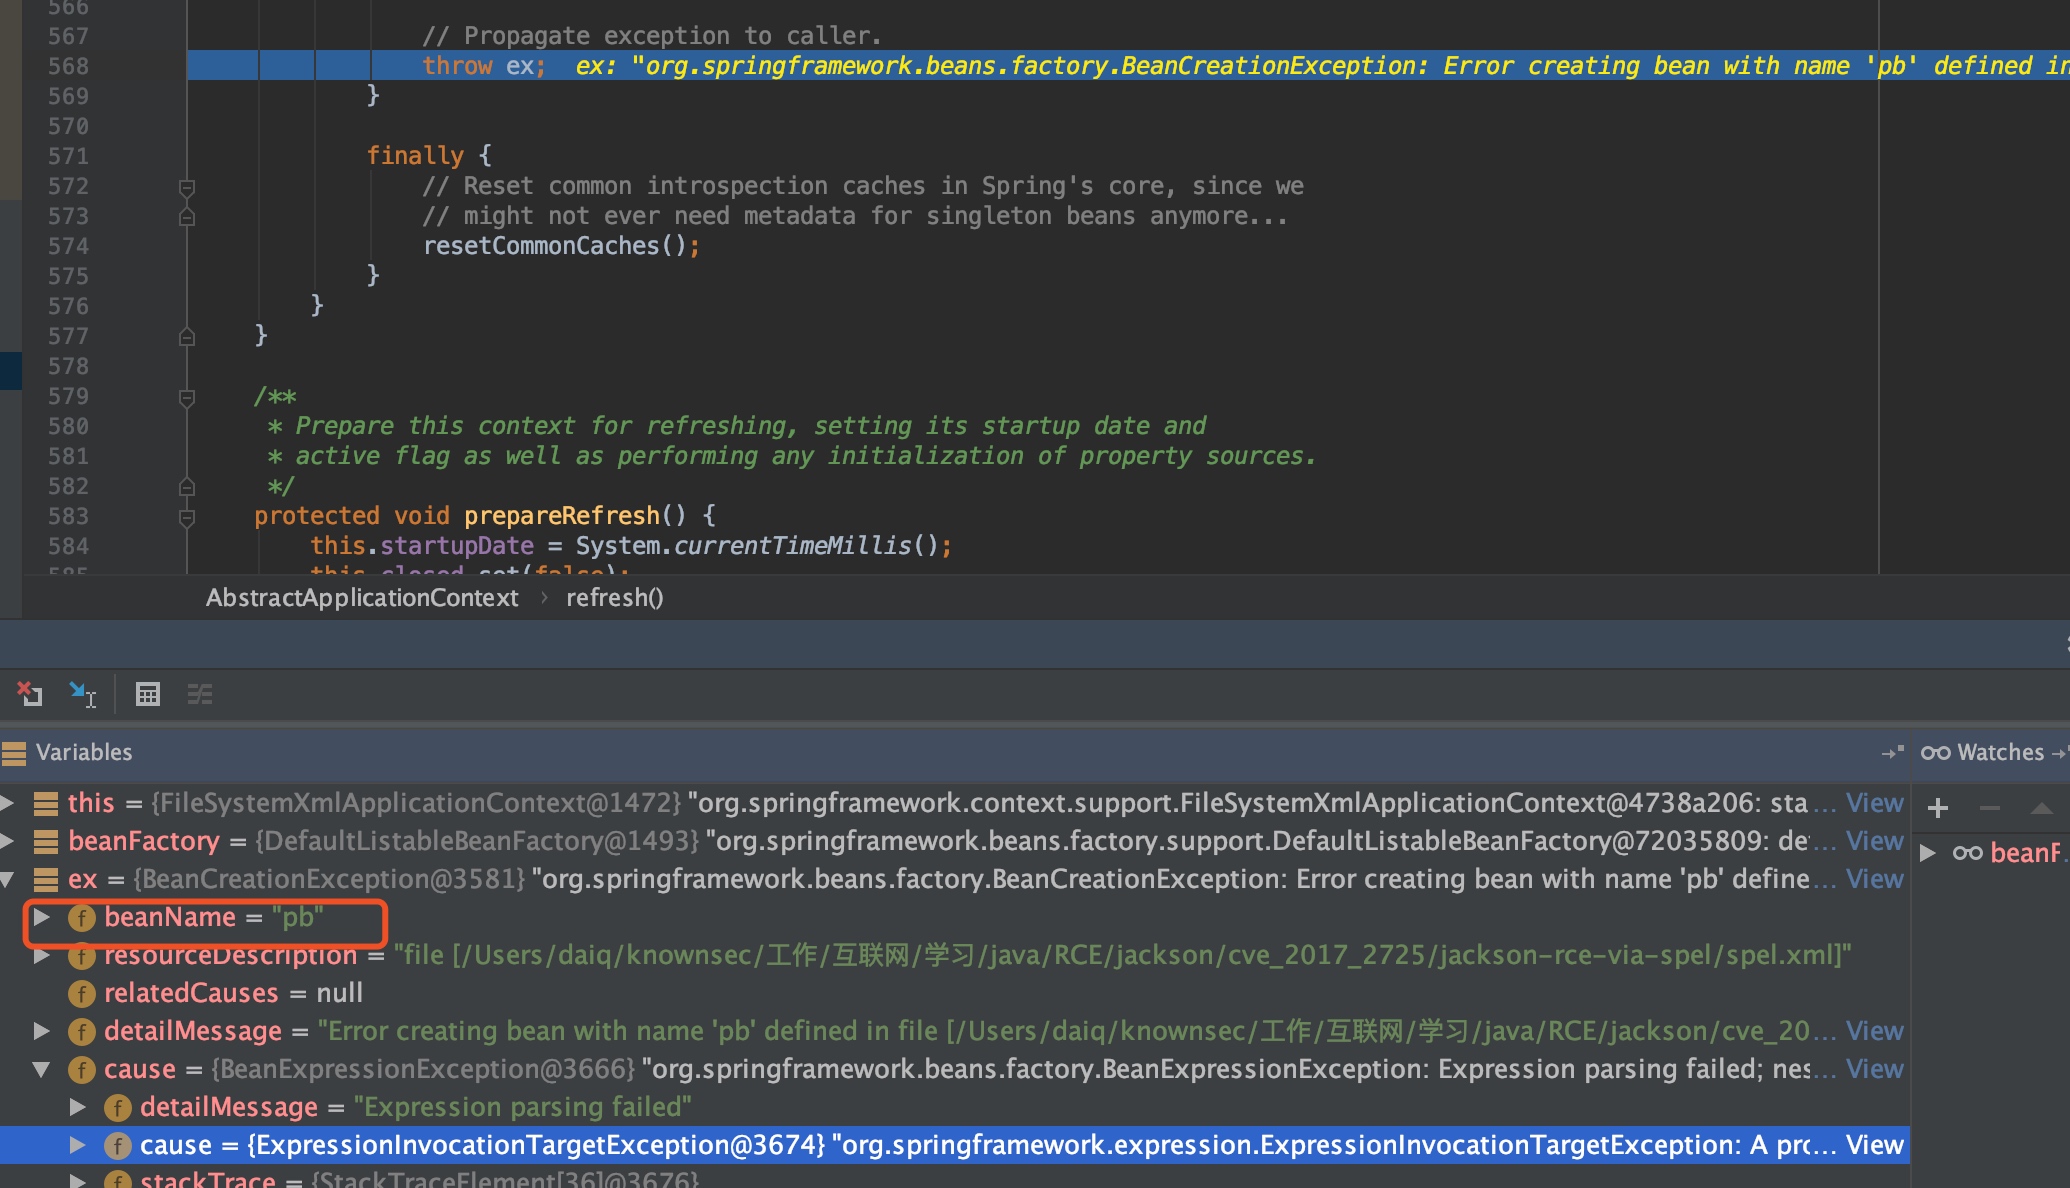 566
567 // Propagate exception to caller.
568 throw ex; ex: "org.springframework.beans.factory.BeanCreationException: Error creating bean with name 'pb' defined in
569 }
570
571 finally {
572 // Reset common introspection caches in Spring's core, since we
573 // might not ever need metadata for singleton beans anymore...
574 resetCommonCaches();
575 }
576 }
577 }
578
579 /**
580 * Prepare this context for refreshing, setting its startup date and
581 * active flag as well as performing any initialization of property sources.
582 */
583 protected void prepareRefresh() {
584 this.startupDate = System.currentTimeMillis();
585 this.closed.set(false);
AbstractApplicationContext › refresh()
Variables
Watches
this = {FileSystemXmlApplicationContext@1472} "org.springframework.context.support.FileSystemXmlApplicationContext@4738a206: sta... View
beanFactory = {DefaultListableBeanFactory@1493} "org.springframework.beans.factory.support.DefaultListableBeanFactory@72035809: de... View
beanF...
ex = {BeanCreationException@3581} "org.springframework.beans.factory.BeanCreationException: Error creating bean with name 'pb' define... View
beanName = "pb"
resourceDescription = "file [/Users/daiq/knownsec/工作/互联网/学习/java/RCE/jackson/cve_2017_2725/jackson-rce-via-spel/spel.xml]"
relatedCauses = null
detailMessage = "Error creating bean with name 'pb' defined in file [/Users/daiq/knownsec/工作/互联网/学习/java/RCE/jackson/cve_20... View
cause = {BeanExpressionException@3666} "org.springframework.beans.factory.BeanExpressionException: Expression parsing failed; nes... View
detailMessage = "Expression parsing failed"
cause = {ExpressionInvocationTargetException@3674} "org.springframework.expression.ExpressionInvocationTargetException: A pro... View
stackTrace = {StackTraceElement[36]@3676}